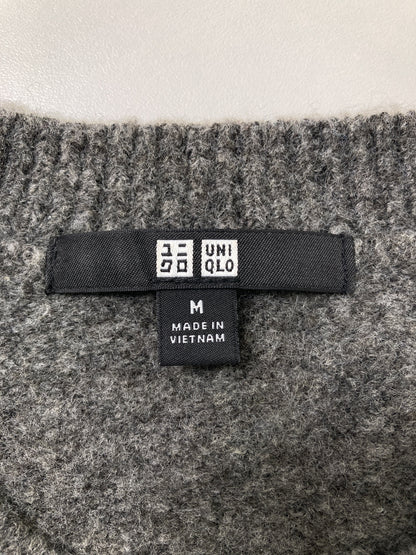 ユニ UNI
クロ QLO
M
MADE IN
VIETNAM